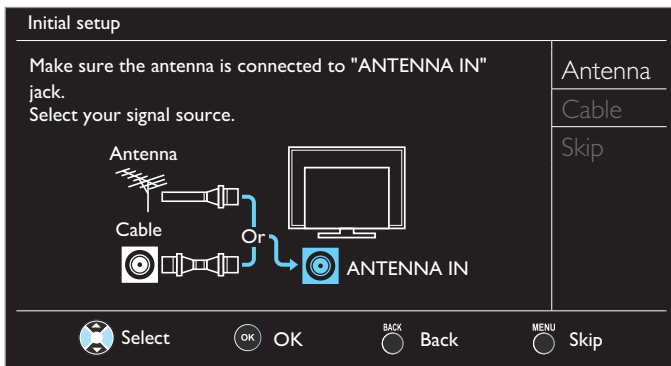 Initial setup
Make sure the antenna is connected to "ANTENNA IN"
jack.
Select your signal source.
Antenna
Cable
Skip
Antenna
Cable
Or
ANTENNA IN
Select
OK OK
BACK Back
MENU Skip